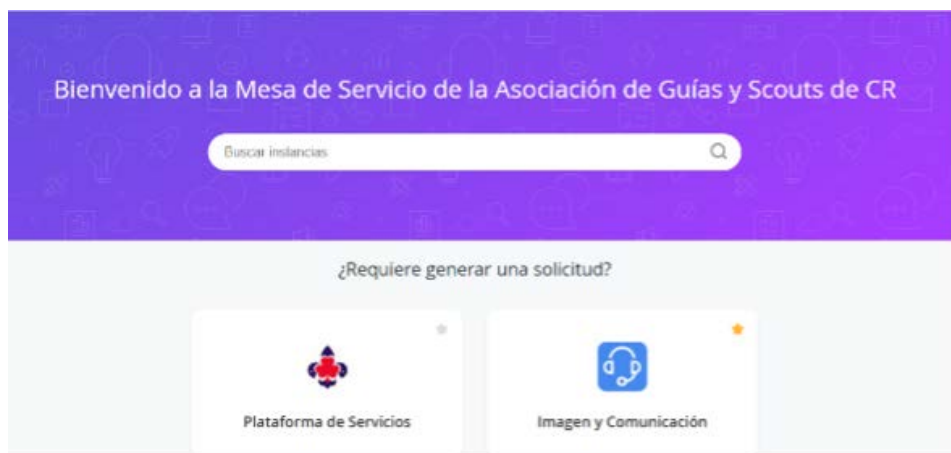 Bienvenido a la Mesa de Servicio de la Asociación de Guías y Scouts de CR
Buscar instancias
¿Requiere generar una solicitud?
Plataforma de Servicios
Imagen y Comunicación